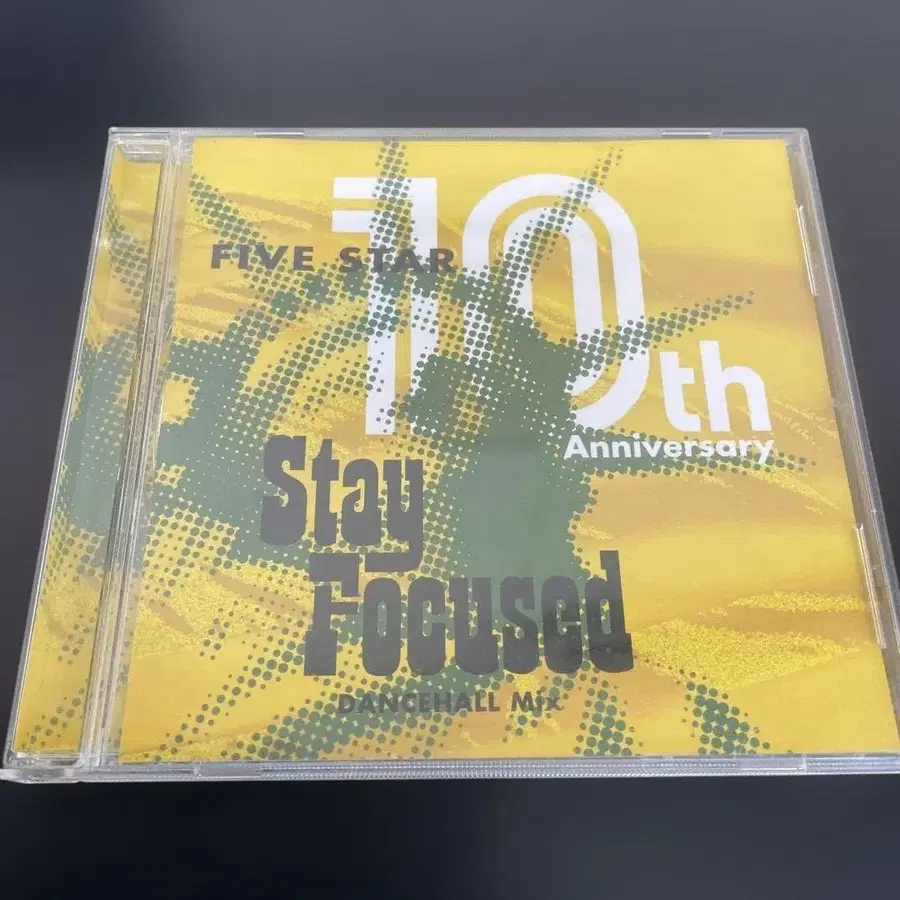 FIVE STAR
10th
Anniversary
Stay
Focused
DANCEHALL Mix